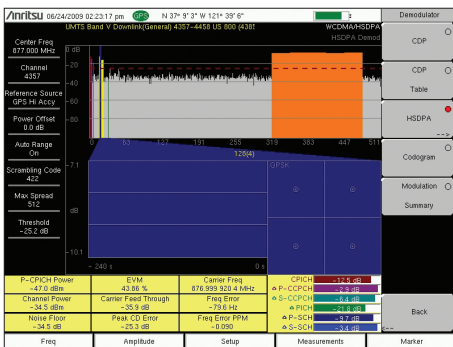 Anritsu 06/24/2009 02:23:17 pm GPS N 37° 9' 3" W 121° 39' 6"
Demodulator
UMTS Band V Downlink(General) 4357-4458 US 800 (4381
WCDMA/HSDPA
HSDPA Demod
Center Freq
877.000 MHz
Channel
4357
Reference Source
GPS Hi Accy
Power Offset
0.0 dB
Auto Range
On
Scrambling Code
422
Max Spread
512
Threshold
-25.2 dB
0 dB
-20
-40
-60
-80
0 63 127 191 255 319 383 447 511
128(4)
-7.1
dB
-10.1
- 240 s 0 s
QPSK
CDP
CDP
Table
HSDPA
-->
Codogram
Modulation
Summary
Back
<--
P-CPICH Power
-47.0 dBm
EVM
43.86 %
Carrier Freq
876.999 920 4 MHz
Channel Power
-34.5 dBm
Carrier Feed Through
-35.9 dB
Freq Error
-79.6 Hz
Noise Floor
-34.5 dB
Peak CD Error
-25.3 dB
Freq Error PPM
-0.090
CPICH -12.5 dB
Δ P-CCPCH -2.9 dB
Δ S-CCPCH -6.4 dB
Δ PICH -21.8 dB
Δ P-SCH -9.7 dB
Δ S-SCH -3.4 dB
Freq Amplitude Setup Measurements Marker